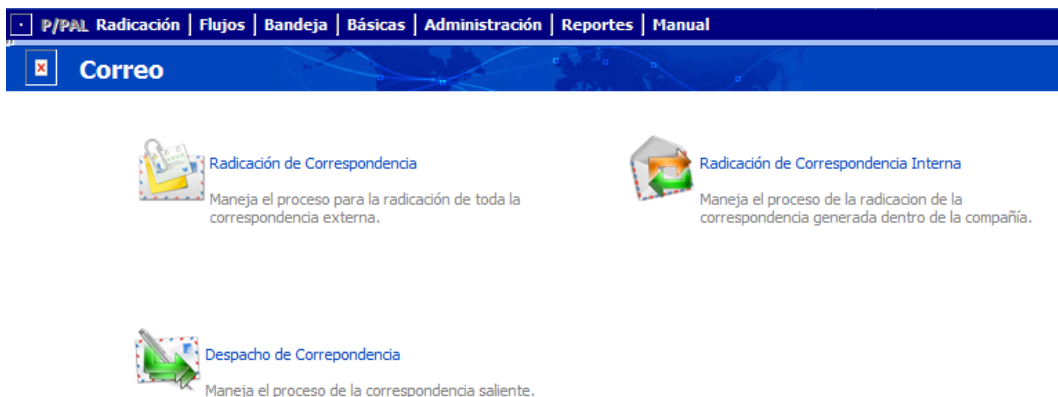 P/PAL Radicación | Flujos | Bandeja | Básicas | Administración | Reportes | Manual
Correo
Radicación de Correspondencia
Maneja el proceso para la radicación de toda la
correspondencia externa.
Radicación de Correspondencia Interna
Maneja el proceso de la radicacion de la
correspondencia generada dentro de la compañía.
Despacho de Correpondencia
Maneja el proceso de la correspondencia saliente.